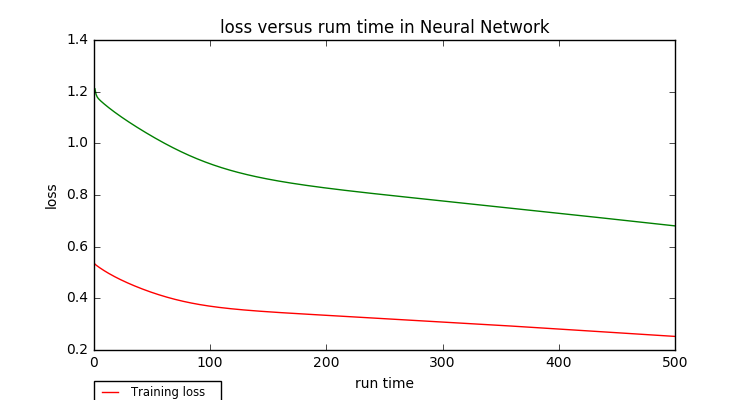 loss versus rum time in Neural Network
1.4
1.2
1.0
0.8
0.6
0.4
0.2
loss
0 100 200 300 400 500
run time
Training loss